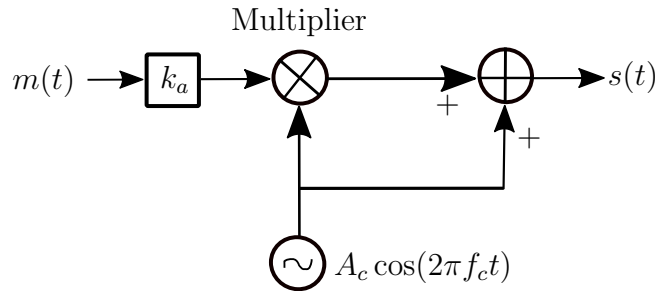 Multiplier
m(t)
k_a
+
s(t)
+
A_c cos(2πf_c t)